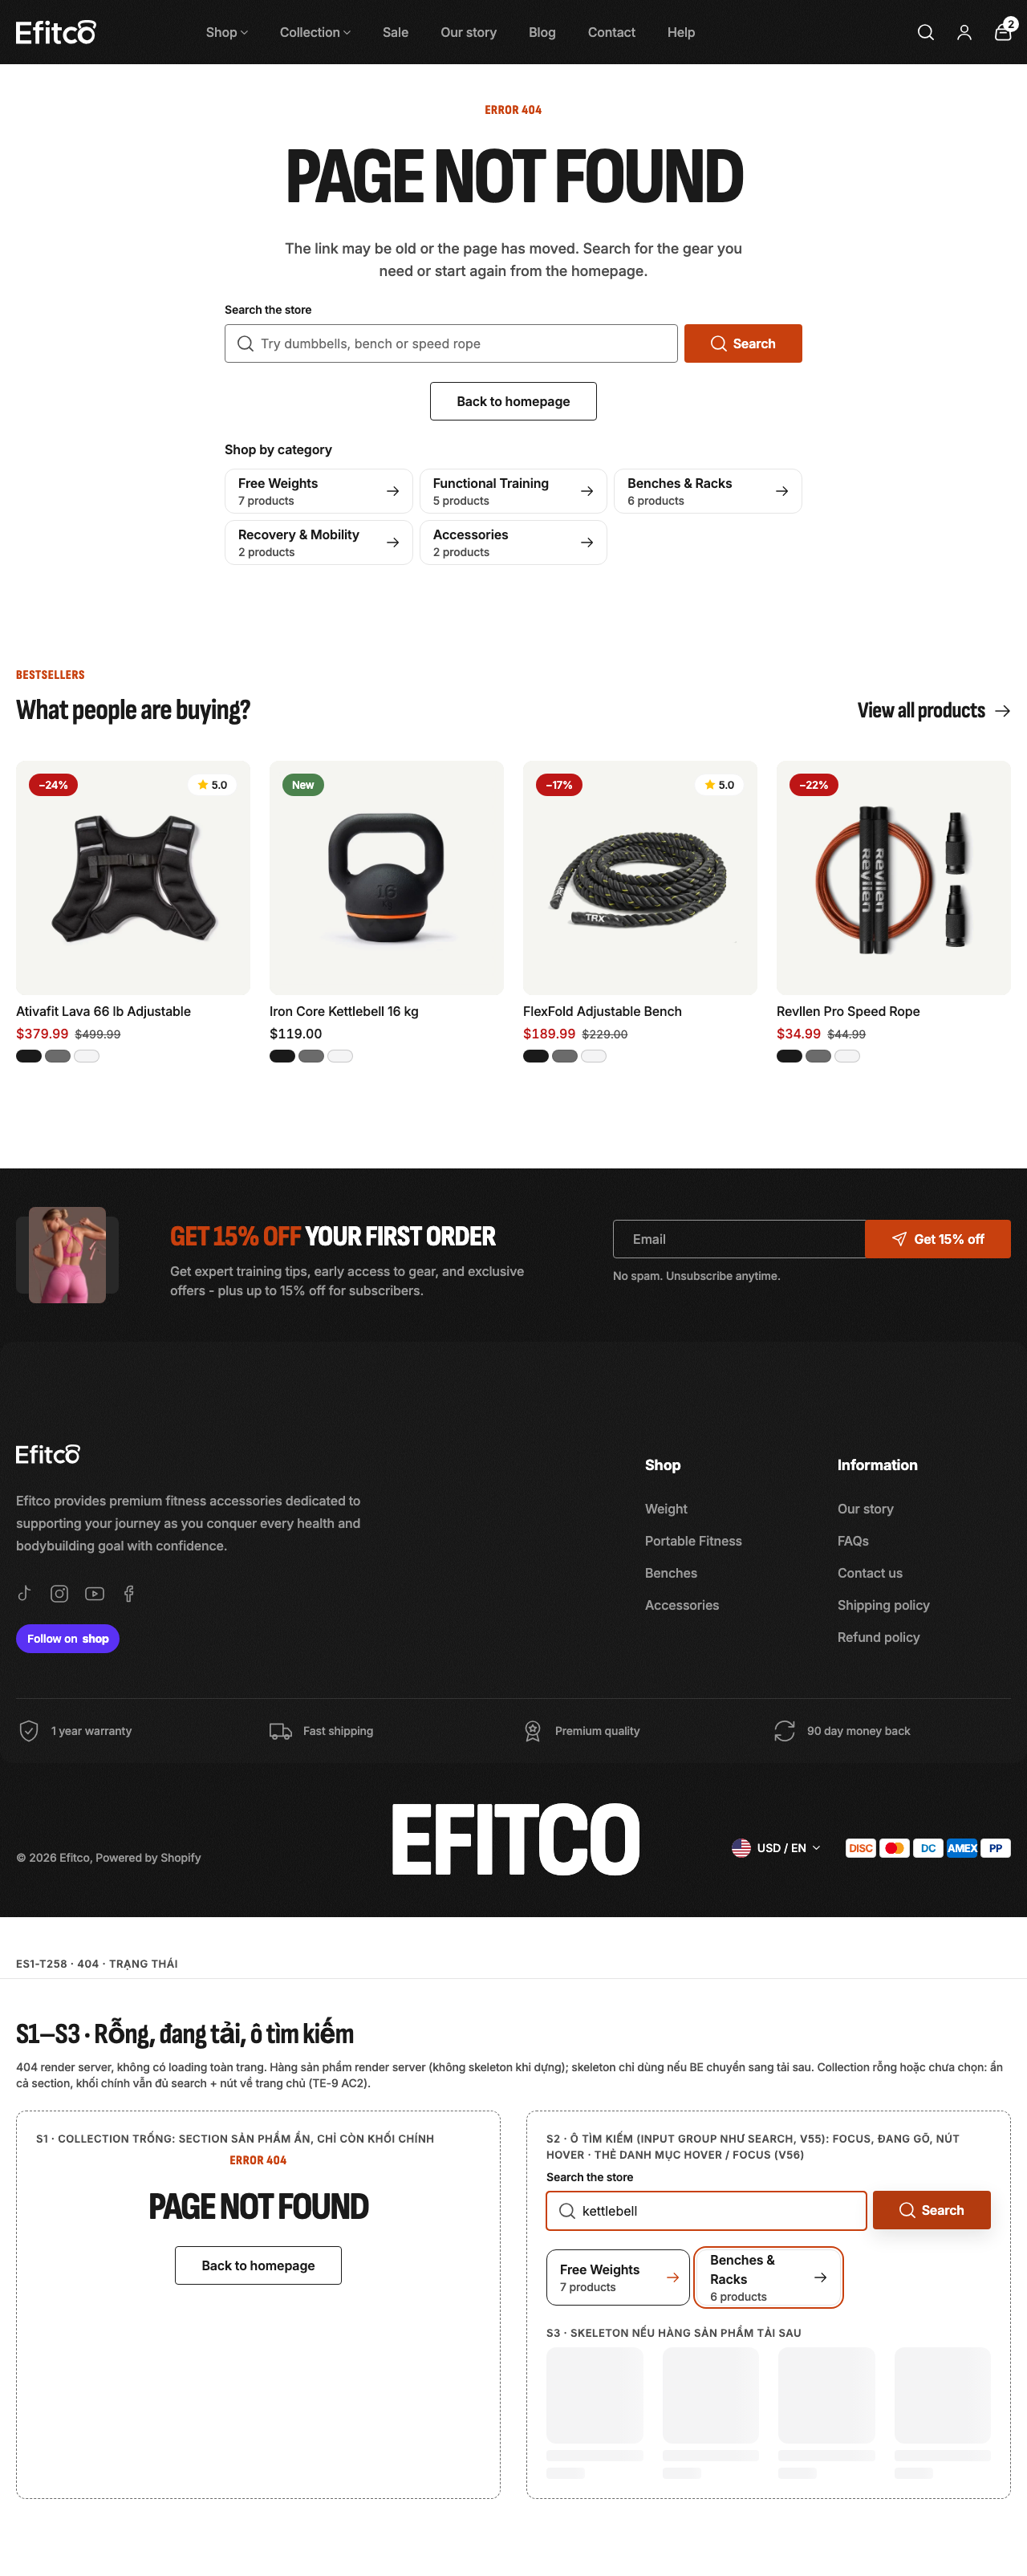 Efitco
Shop
Collection
Sale
Our story
Blog
Contact
Help
2
ERROR 404
PAGE NOT FOUND
The link may be old or the page has moved. Search for the gear you
need or start again from the homepage.
Search the store
Try dumbbells, bench or speed rope
Search
Back to homepage
Shop by category
Free Weights
7 products
Functional Training
5 products
Benches & Racks
6 products
Recovery & Mobility
2 products
Accessories
2 products
BESTSELLERS
What people are buying?
View all products
−24%
5.0
New
16
−17%
5.0
TRX
−22%
Revllen
Revllen
Ativafit Lava 66 lb Adjustable
$379.99 $499.99
Iron Core Kettlebell 16 kg
$119.00
FlexFold Adjustable Bench
$189.99 $229.00
Revllen Pro Speed Rope
$34.99 $44.99
GET 15% OFF YOUR FIRST ORDER
Get expert training tips, early access to gear, and exclusive
offers - plus up to 15% off for subscribers.
Email
Get 15% off
No spam. Unsubscribe anytime.
Efitco
Efitco provides premium fitness accessories dedicated to
supporting your journey as you conquer every health and
bodybuilding goal with confidence.
Follow on shop
Shop
Weight
Portable Fitness
Benches
Accessories
Information
Our story
FAQs
Contact us
Shipping policy
Refund policy
1 year warranty
Fast shipping
Premium quality
90 day money back
© 2026 Efitco, Powered by Shopify
EFITCO
USD / EN
DISC
DC
AMEX
PP
ES1-T258 · 404 · TRẠNG THÁI
S1–S3 · Rỗng, đang tải, ô tìm kiếm
404 render server, không có loading toàn trang. Hàng sản phẩm render server (không skeleton khi dựng); skeleton chỉ dùng nếu BE chuyển sang tải sau. Collection rỗng hoặc chưa chọn: ẩn
cả section, khối chính vẫn đủ search + nút về trang chủ (TE-9 AC2).
S1 · COLLECTION TRỐNG: SECTION SẢN PHẨM ẨN, CHỈ CÒN KHỐI CHÍNH
ERROR 404
PAGE NOT FOUND
Back to homepage
S2 · Ô TÌM KIẾM (INPUT GROUP NHƯ SEARCH, V55): FOCUS, ĐANG GÕ, NÚT
HOVER · THẺ DANH MỤC HOVER / FOCUS (V56)
Search the store
kettlebell
Search
Free Weights
7 products
Benches &
Racks
6 products
S3 · SKELETON NẾU HÀNG SẢN PHẨM TẢI SAU